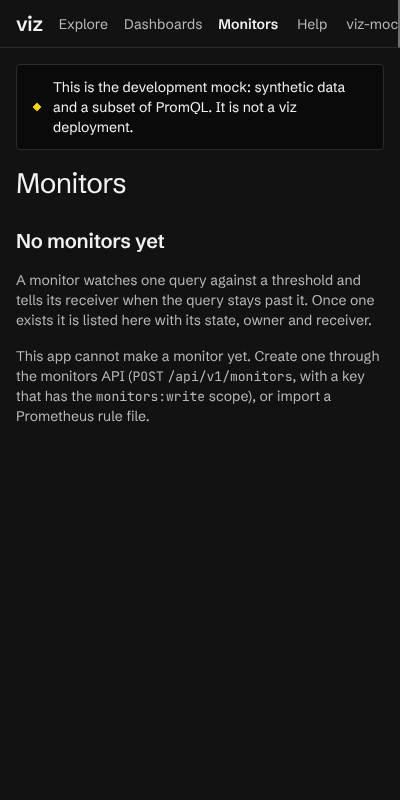 viz Explore Dashboards Monitors Help viz-moc
This is the development mock: synthetic data
and a subset of PromQL. It is not a viz
deployment.
Monitors
No monitors yet
A monitor watches one query against a threshold and
tells its receiver when the query stays past it. Once one
exists it is listed here with its state, owner and receiver.
This app cannot make a monitor yet. Create one through
the monitors API (POST /api/v1/monitors, with a key
that has the monitors:write scope), or import a
Prometheus rule file.